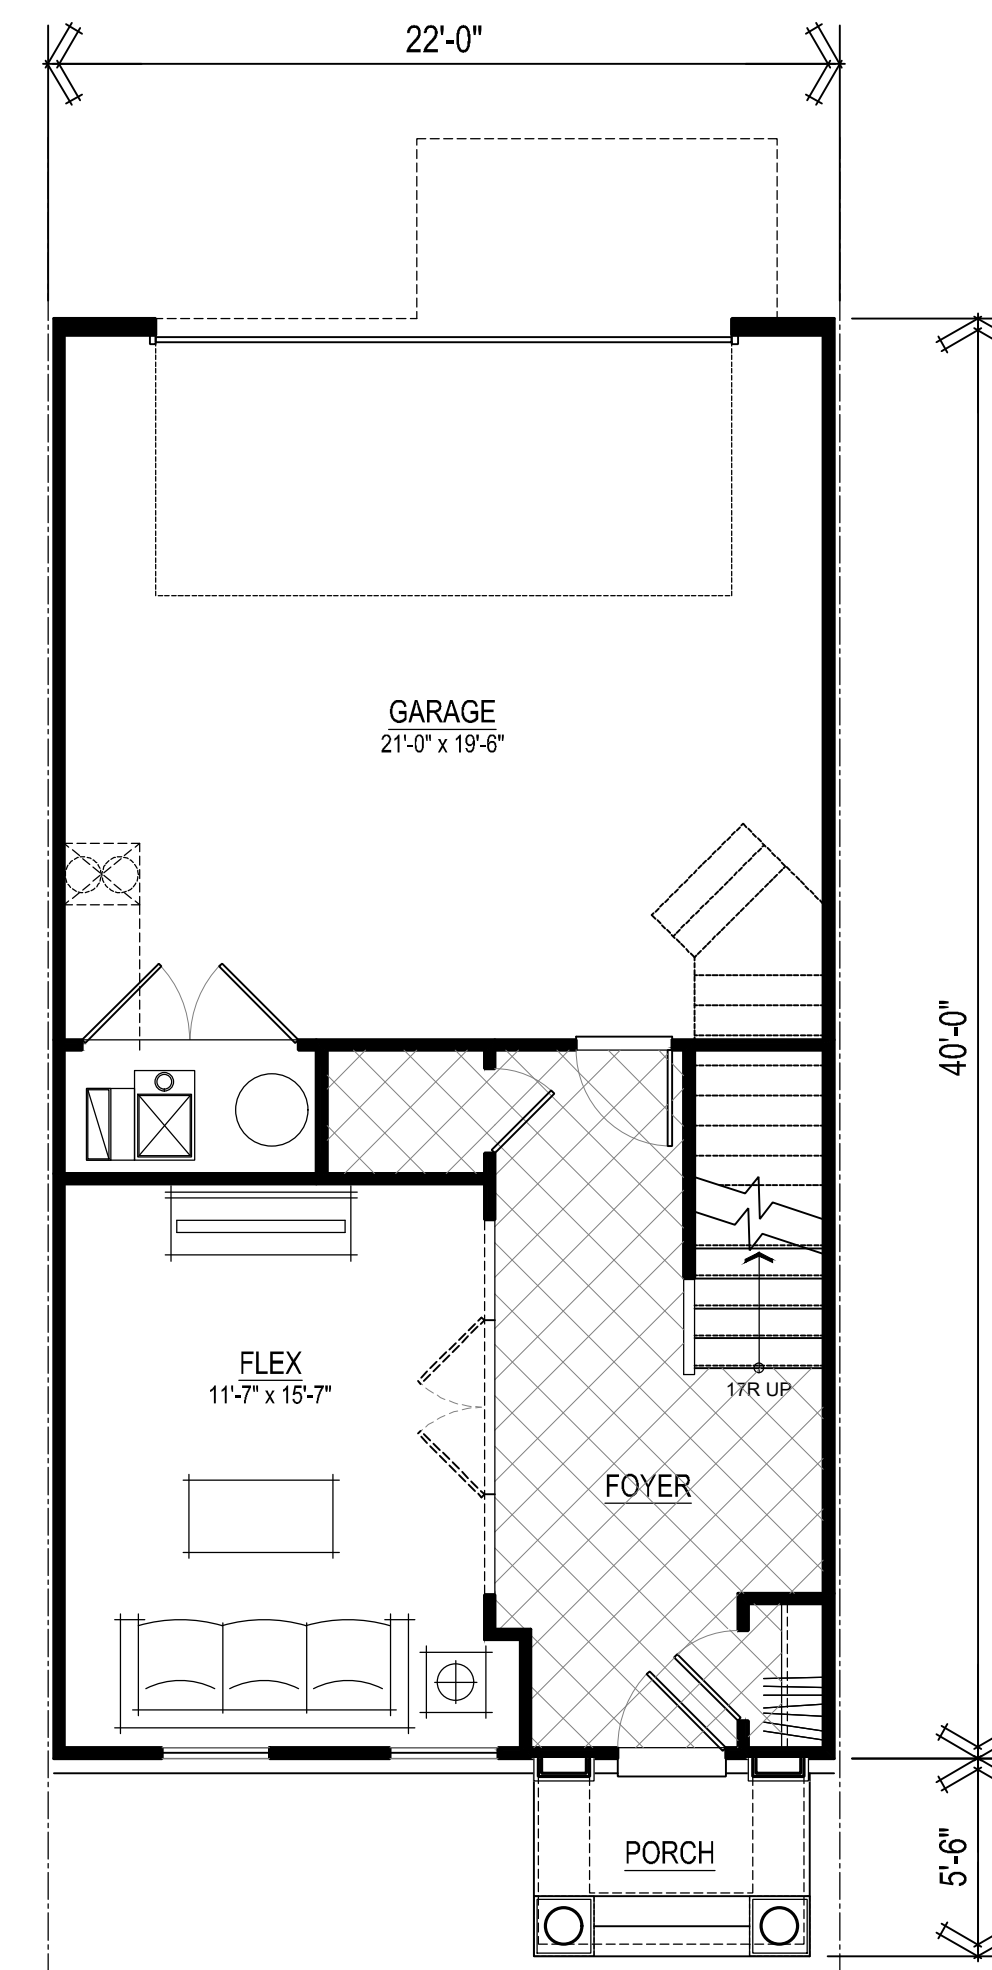 22'-0"
GARAGE
21'-0" x 19'-6"
40'-0"
FLEX
11'-7" x 15'-7"
17R UP
FOYER
PORCH
5'-6"